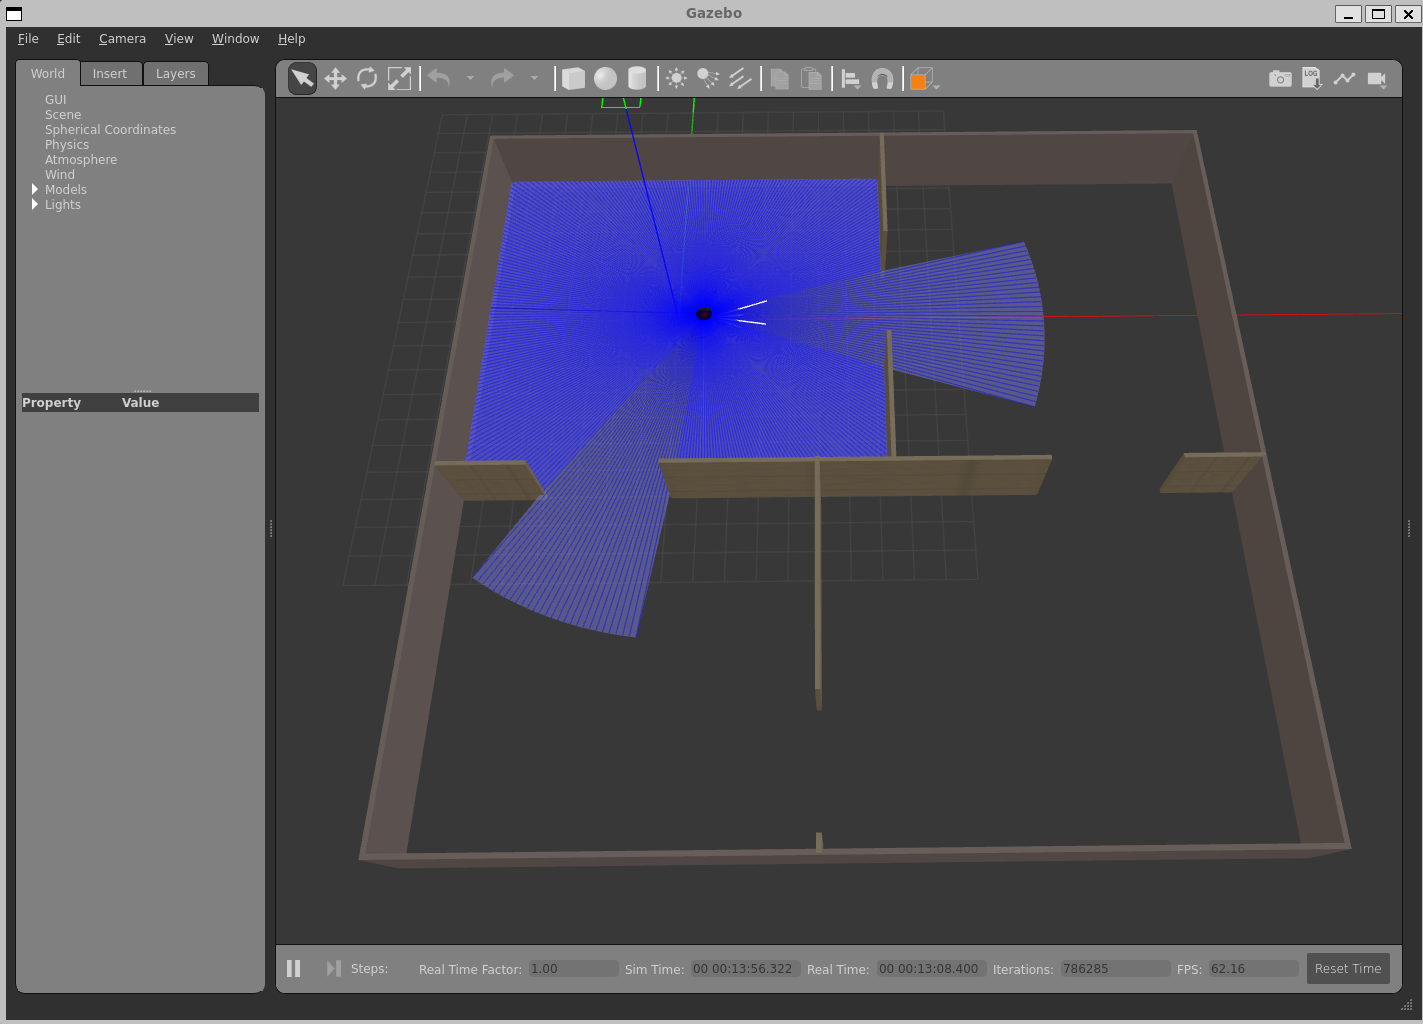 Gazebo
File Edit Camera View Window Help
World Insert Layers
LOG
GUI
Scene
Spherical Coordinates
Physics
Atmosphere
Wind
Models
Lights
Property Value
Steps: Real Time Factor: 1.00 Sim Time: 00 00:13:56.322 Real Time: 00 00:13:08.400 Iterations: 786285 FPS: 62.16 Reset Time